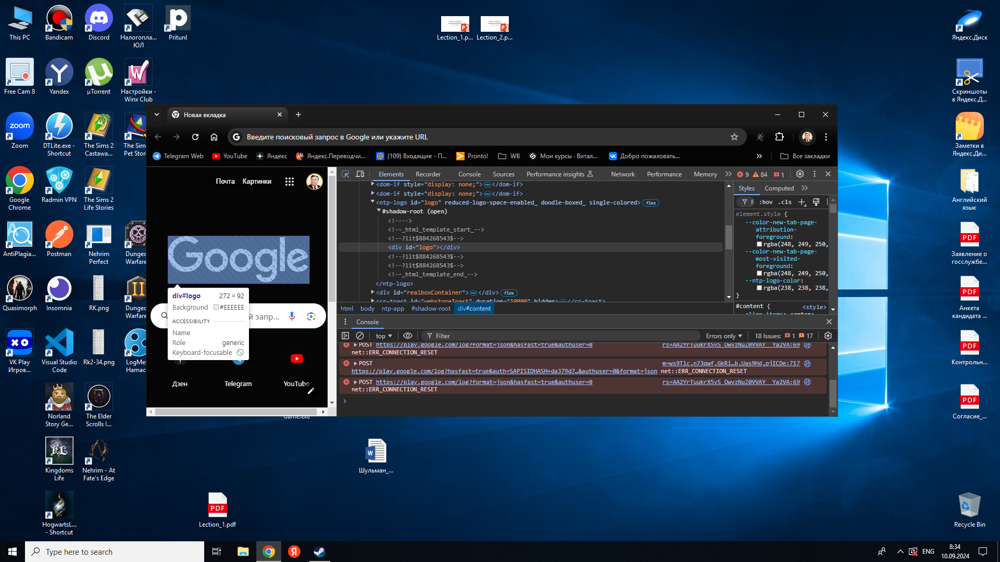 This PC
Bandicam
Discord
Налогопла...
ЮЛ
Pritunl
Lection_1.p...
Lection_2.p...
Яндекс.Диск
Free Cam 8
Yandex
µTorrent
Настройки -
Winx Club
Скриншоты
в Яндекс.Д...
Zoom
DTLite.exe -
Shortcut
The Sims 2
Castawa...
The Sim
Pet Stori
Заметки в
Яндекс.Ди...
Google
Chrome
Radmin VPN
The Sims 2
Life Stories
Английский
язык
AntiPlagia...
Postman
Nehrim
Perfect
Dunge
Warfare
Заявление о
госслужбе...
Quasimorph
Insomnia
RK.png
Dunge
Warfare
Анкета
кандидата ...
VK Play
Игров...
Visual Studio
Code
Rk2-34.png
LogMeI
Hamac
Контрольн...
Norland
Story Ge...
The Elder
Scrolls I...
Согласие_...
Kingdoms
Life
Nehrim - At
Fate's Edge
Шульман_...
HogwartsL...
- Shortcut
PDF
Lection_1.pdf
Recycle Bin
Новая вкладка
Введите поисковый запрос в Google или укажите URL
Telegram Web
YouTube
Яндекс
Яндекс.Переводчи...
(109) Входящие - П...
Pronto!
WB
Мои курсы · Витал...
Добро пожаловать...
Все закладки
Почта
Картинки
Google
div#logo
272 × 92
Background
#EEEEEE
ACCESSIBILITY
Name
Role
generic
Keyboard-focusable
й запр...
Дзен
Telegram
YouTube
Elements
Recorder
Console
Sources
Performance insights
Network
Performance
Memory
9
84
1
<dom-if style="display: none;">…</dom-if>
<dom-if style="display: none;">…</dom-if>
<ntp-logo id="logo" reduced-logo-space-enabled_ doodle-boxed_ single-colored> flex
#shadow-root (open)
<!---->
<!--_html_template_start_-->
<!--?lit$884268543$-->
<div id="logo"></div>
<!--?lit$884268543$-->
<!--?lit$884268543$-->
<!--_html_template_end_-->
</ntp-logo>
<div id="realboxContainer">…</div> flex
<cr-toast id="webstoreToast" duration="10000" hidden>…</cr-toast>
html
body
ntp-app
#shadow-root
div#content
Styles
Computed
F
:hov
.cls
element.style {
--color-new-tab-page-
attribution-
foreground:
rgba(248, 249, 250,
--color-new-tab-page-
most-visited-
foreground:
rgba(248, 249, 250,
--ntp-logo-color:
rgba(238, 238, 238,
}
#content {
<style>
align-items: center;
Console
top
Filter
Errors only
18 Issues:
1
17
POST https://play.google.com/log?format=json&hasfast=true&authuser=0
net::ERR_CONNECTION_RESET
POST
m=ws9Tlc,n73qwf,GkRi…b,Uas9Hd,pjICDe:717
https://play.google.com/log?hasfast=true&auth=SAPISIDHASH+da379d7…&authuser=0&format=json net::ERR_CONNECTION_RESET
POST https://play.google.com/log?format=json&hasfast=true&authuser=0
rs=AA2YrTuukrX5vS_OwvzNuZ0VVAY__Ya2VA:69
net::ERR_CONNECTION_RESET
Type here to search
ENG
8:34
10.09.2024